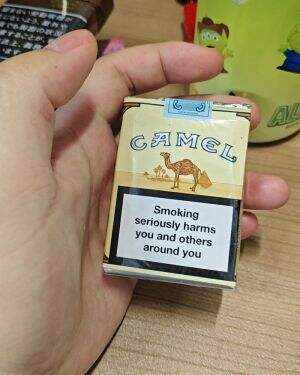 CAMEL
Smoking
seriously harms
you and others
around you